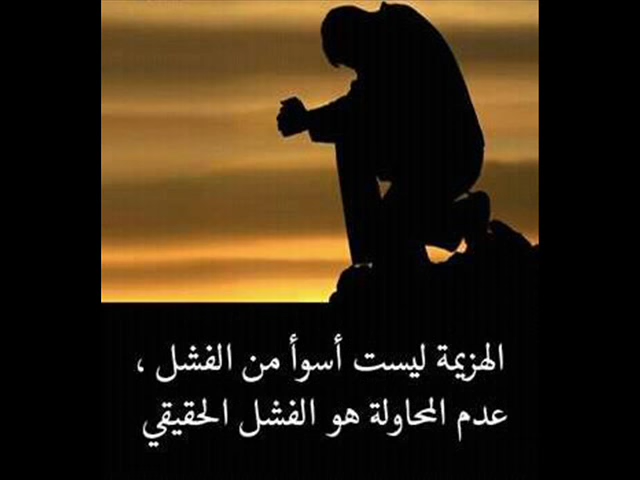 الهزيمة ليست أسوأ من الفشل ،
عدم المحاولة هو الفشل الحقيقي